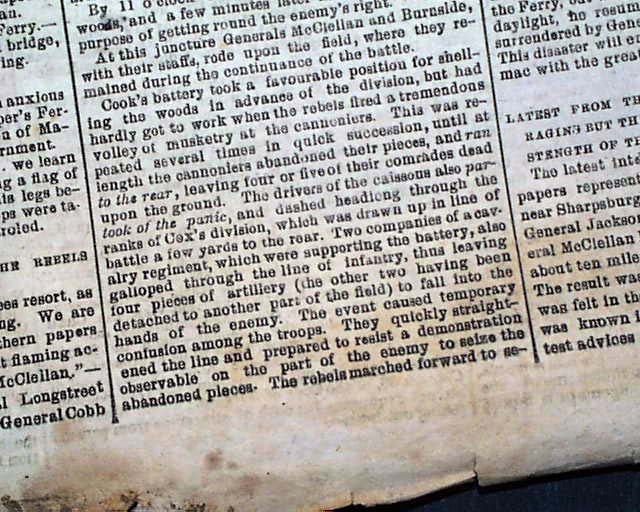 an.
Ferry.—
bridge,
ing.
anxious
per's Fer-
n of Ma-
rnment.
we learn
g a flag of
is legs be-
ps were ta-
roled.
HE REBELS
es resort, as
ng. We are
thern papers
t flaming ac-
McClellan."—
l Longstreet
General Cobb
By 11 o'clock
woods, and a few minutes later
purpose of getting round the enemy's right.
At this juncture Generals McClellan and Burnside,
with their staffs, rode upon the field, where they re-
mained during the continuance of the battle.
Cook's battery took a favourable position for shell-
ing the woods in advance of the division, but had
hardly got to work when the rebels fired a tremendous
volley of musketry at the cannoniers. This was re-
peated several times in quick succession, until at
length the cannoniers abandoned their pieces, and ran
to the rear, leaving four or five of their comrades dead
upon the ground. The drivers of the caissons also par-
took of the panic, and dashed headlong through the
ranks of Cox's division, which was drawn up in line of
battle a few yards to the rear. Two companies of a cav-
alry regiment, which were supporting the battery, also
galloped through the line of infantry, thus leaving
four pieces of artillery (the other two having been
detached to another part of the field) to fall into the
hands of the enemy. The event caused temporary
confusion among the troops. They quickly straight-
ened the line and prepared to resist a demonstration
observable on the part of the enemy to seize the
abandoned pieces. The rebels marched forward to se-
the Ferry, but
daylight, he resum
surrendered by General
This disaster will en
mac with the great
LATEST FROM TH
RAGING BUT TH
STRENGTH OF TH
The latest inte
papers represent
near Sharpsburg
General Jackson
eral McClellan
about ten mile
The result wa
was felt in th
was known i
test advices